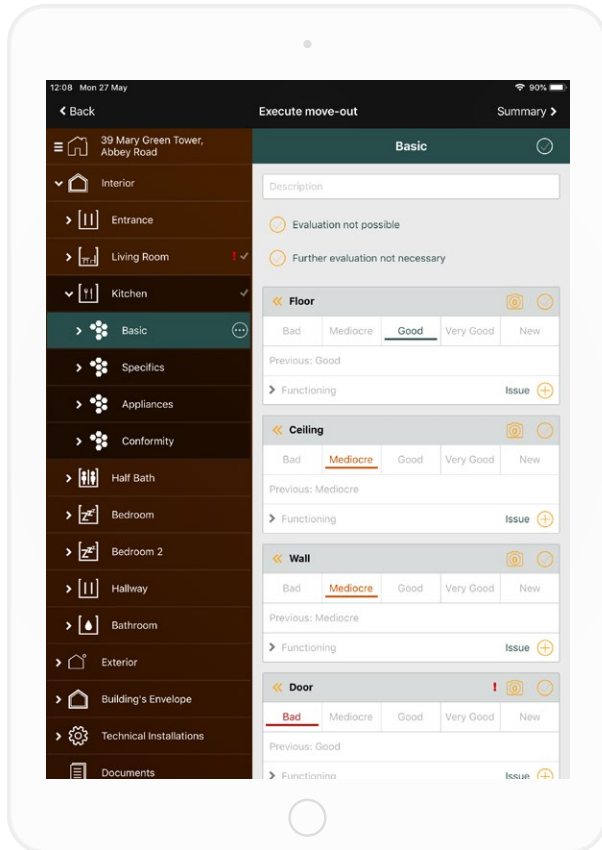 12:08 Mon 27 May
90%
Back
Execute move-out
Summary
39 Mary Green Tower,
Abbey Road
Interior
Entrance
Living Room
Kitchen
Basic
Specifics
Appliances
Conformity
Half Bath
Bedroom
Bedroom 2
Hallway
Bathroom
Exterior
Building's Envelope
Technical Installations
Documents
Basic
Description
Evaluation not possible
Further evaluation not necessary
Floor
Bad Mediocre Good Very Good New
Previous: Good
Functioning Issue
Ceiling
Bad Mediocre Good Very Good New
Previous: Mediocre
Functioning Issue
Wall
Bad Mediocre Good Very Good New
Previous: Mediocre
Functioning Issue
Door !
Bad Mediocre Good Very Good New
Previous: Good
Functioning Issue